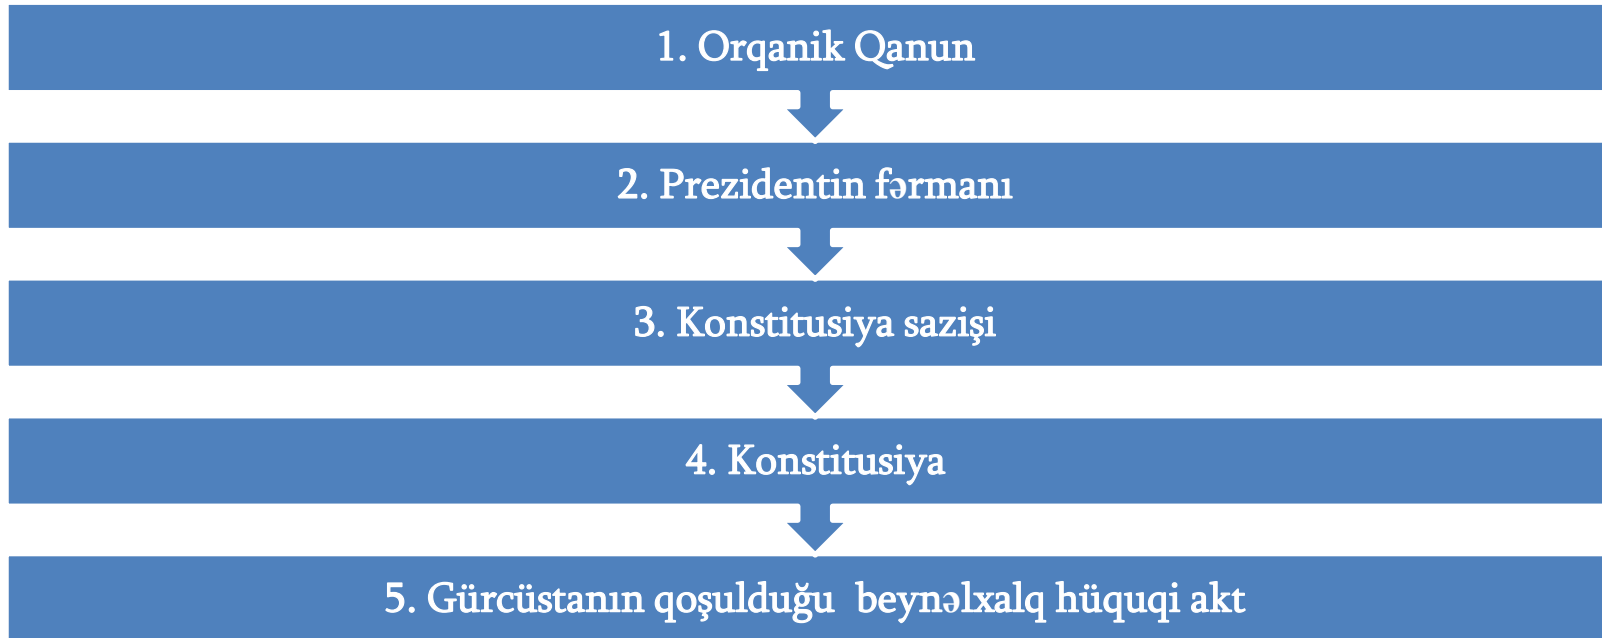 1. Orqanik Qanun
2. Prezidentin fərmanı
3. Konstitusiya sazişi
4. Konstitusiya
5. Gürcüstanın qoşulduğu  beynəlxalq hüquqi akt